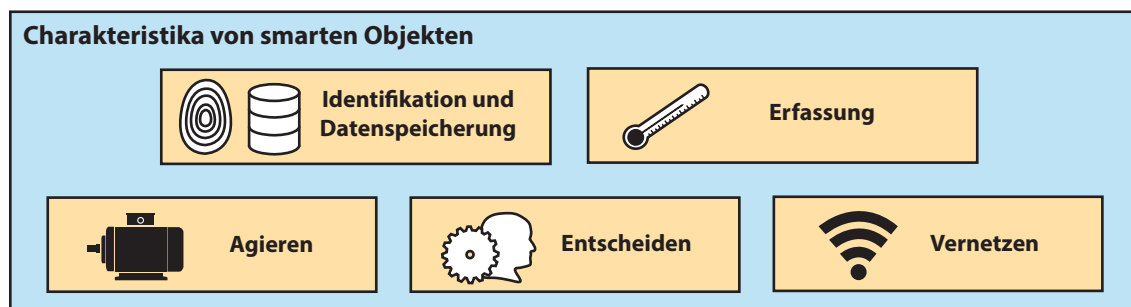 Charakteristika von smarten Objekten
Identifikation und
Datenspeicherung
Erfassung
Agieren
Entscheiden
Vernetzen